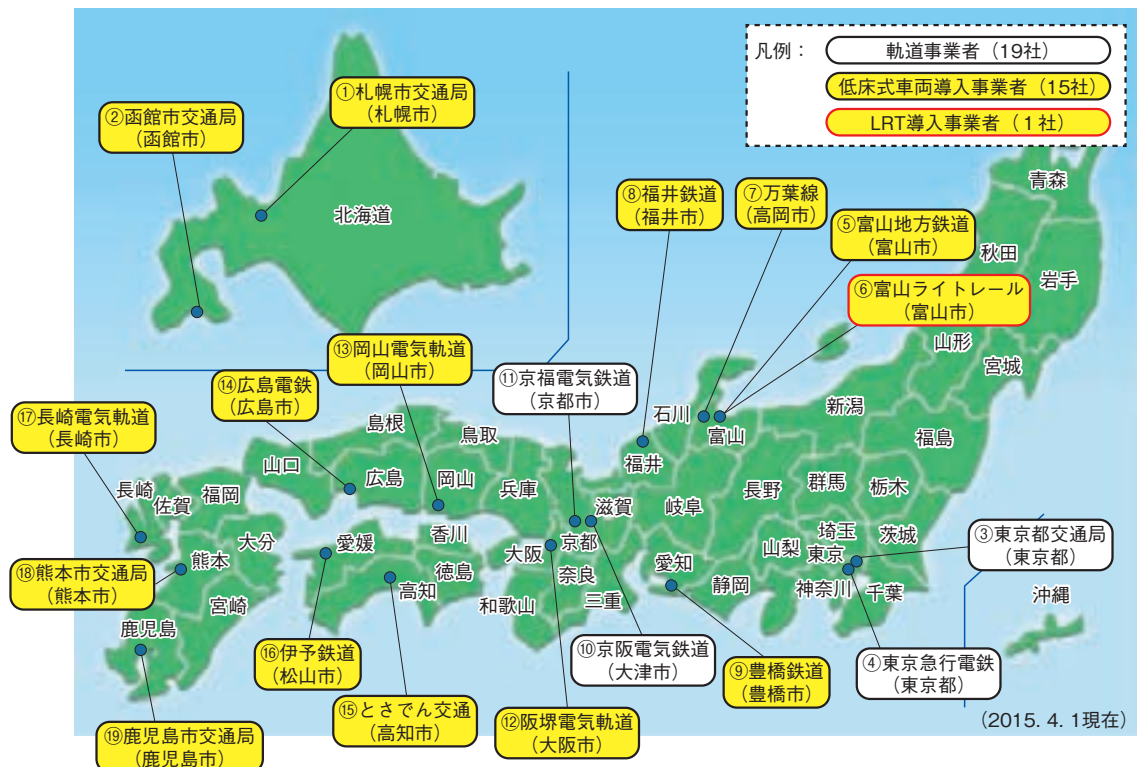 凡例：
軌道事業者（19社）
低床式車両導入事業者（15社）
LRT導入事業者（１社）
①札幌市交通局
（札幌市）
②函館市交通局
（函館市）
北海道
⑧福井鉄道
（福井市）
⑦万葉線
（高岡市）
⑤富山地方鉄道
（富山市）
⑥富山ライトレール
（富山市）
青森
秋田
岩手
山形
宮城
⑬岡山電気軌道
（岡山市）
⑭広島電鉄
（広島市）
⑪京福電気鉄道
（京都市）
⑰長崎電気軌道
（長崎市）
石川
富山
新潟
福島
福井
島根
鳥取
山口
広島
岡山
兵庫
滋賀
岐阜
長野
群馬
栃木
長崎
佐賀
福岡
大分
愛媛
香川
大阪
京都
愛知
山梨
埼玉
東京
茨城
③東京都交通局
（東京都）
⑱熊本市交通局
（熊本市）
熊本
宮崎
高知
徳島
奈良
和歌山
三重
静岡
神奈川
千葉
沖縄
鹿児島
⑯伊予鉄道
（松山市）
⑩京阪電気鉄道
（大津市）
⑨豊橋鉄道
（豊橋市）
④東京急行電鉄
（東京都）
⑮とさでん交通
（高知市）
⑫阪堺電気軌道
（大阪市）
⑲鹿児島市交通局
（鹿児島市）
（2015. 4. 1現在）